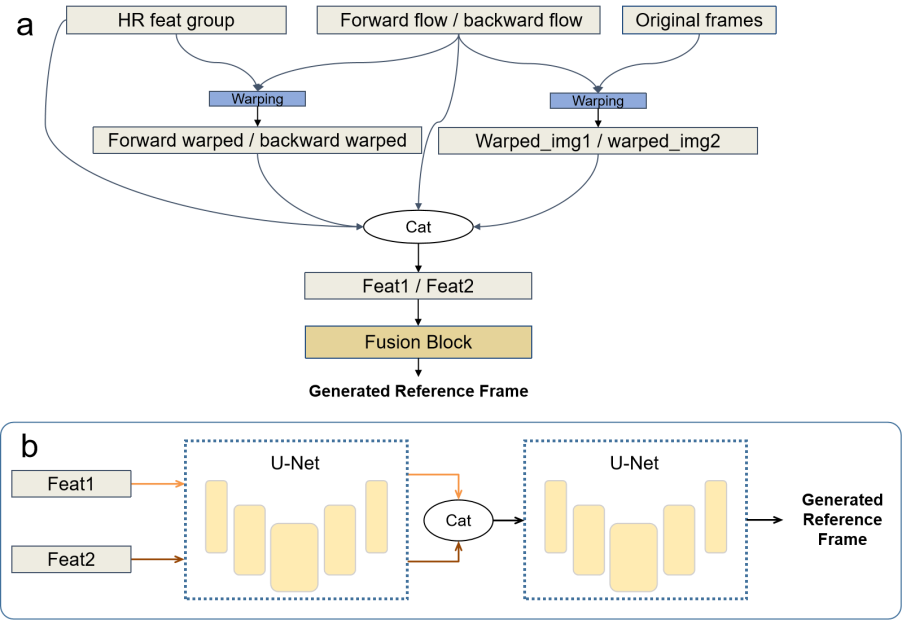 a
HR feat group
Forward flow / backward flow
Original frames
Warping
Warping
Forward warped / backward warped
Warped_img1 / warped_img2
Cat
Feat1 / Feat2
Fusion Block
Generated Reference Frame
b
U-Net
U-Net
Feat1
Feat2
Cat
Generated
Reference
Frame